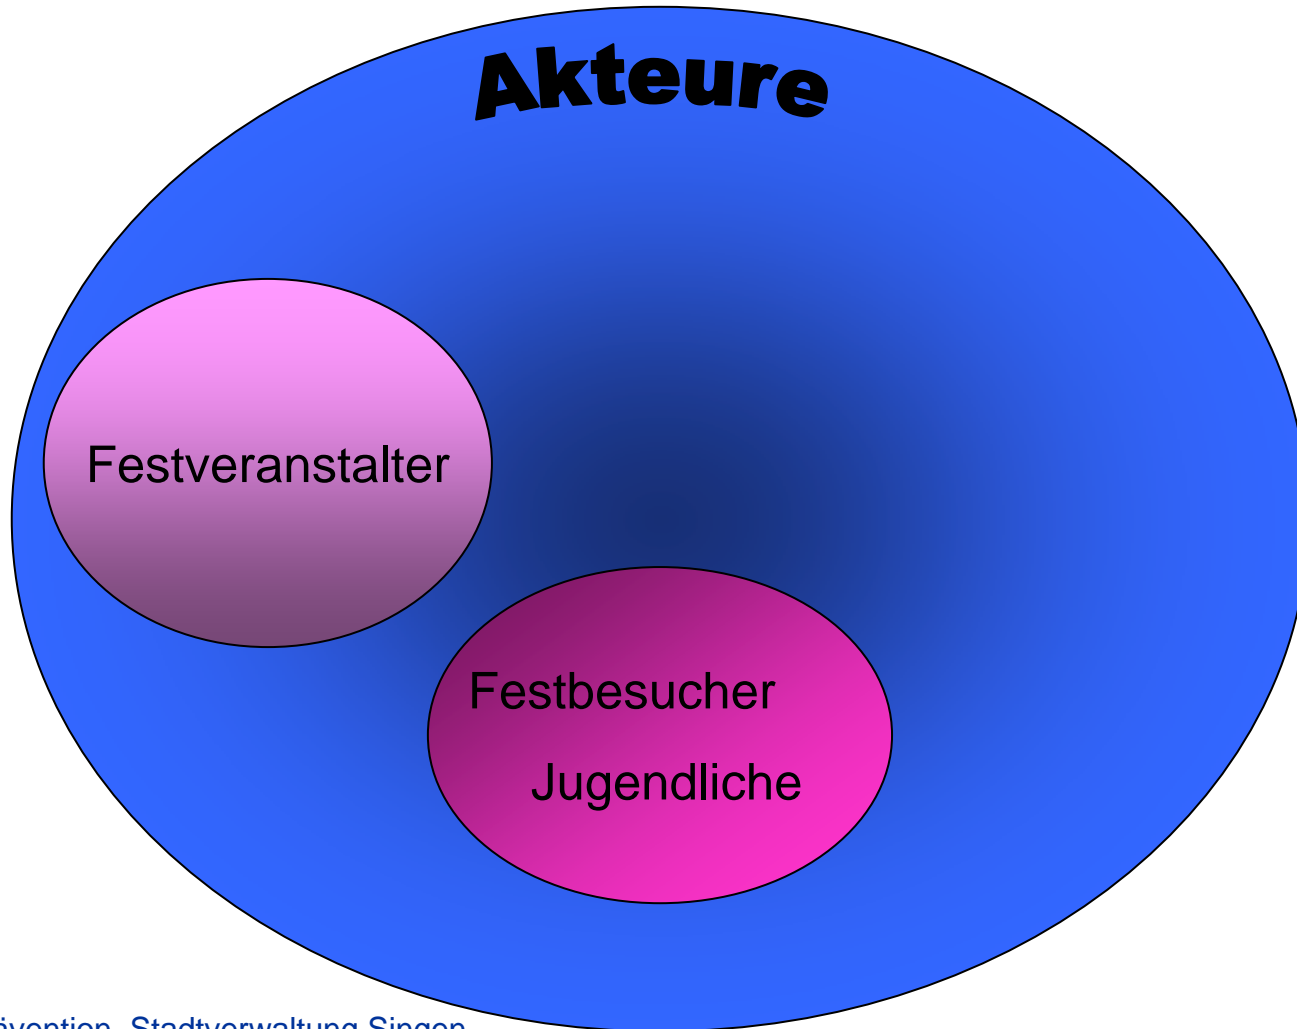 Akteure
Festveranstalter
Festbesucher
Jugendliche
Stadtverwaltung Singen